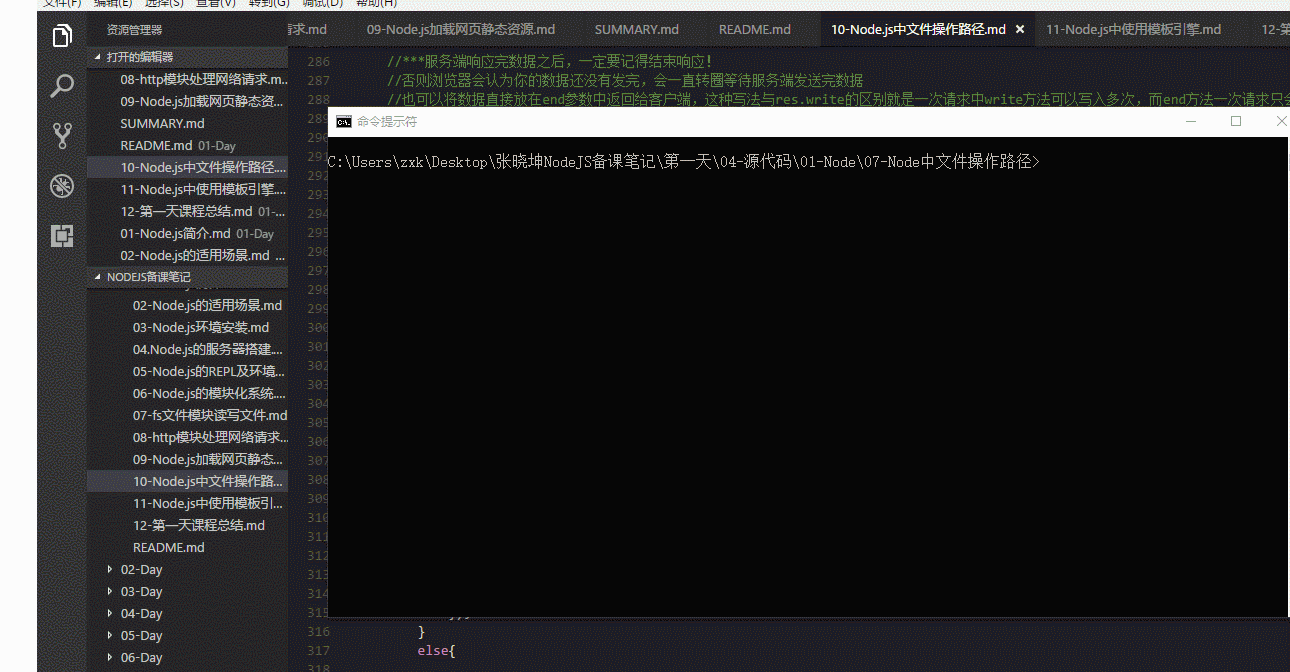 文件(F) 编辑(E) 选择(S) 查看(V) 转到(G) 调试(D) 帮助(H)
资源管理器
求.md 09-Node.js加载网页静态资源.md SUMMARY.md README.md 10-Node.js中文件操作路径.md × 11-Node.js中使用模板引擎.md 12-第
打开的编辑器
08-http模块处理网络请求.m...
09-Node.js加载网页静态资...
SUMMARY.md
README.md 01-Day
10-Node.js中文件操作路径....
11-Node.js中使用模板引擎....
12-第一天课程总结.md 01-...
01-Node.js简介.md 01-Day
02-Node.js的适用场景.md ...
NODEJS备课笔记
02-Node.js的适用场景.md
03-Node.js环境安装.md
04.Node.js的服务器搭建....
05-Node.js的REPL及环境...
06-Node.js的模块化系统....
07-fs文件模块读写文件.md
08-http模块处理网络请求...
09-Node.js加载网页静态...
10-Node.js中文件操作路...
11-Node.js中使用模板引...
12-第一天课程总结.md
README.md
02-Day
03-Day
04-Day
05-Day
06-Day
286 //***服务端响应完数据之后，一定要记得结束响应!
287 //否则浏览器会认为你的数据还没有发完，会一直转圈等待服务端发送完数据
288 //也可以将数据直接放在end参数中返回给客户端，这种写法与res.write的区别就是一次请求中write方法可以写入多次，而end方法一次请求只会
命令提示符
C:\Users\zxk\Desktop\张晓坤NodeJS备课笔记\第一天\04-源代码\01-Node\07-Node中文件操作路径>
316 }
317 else{
318